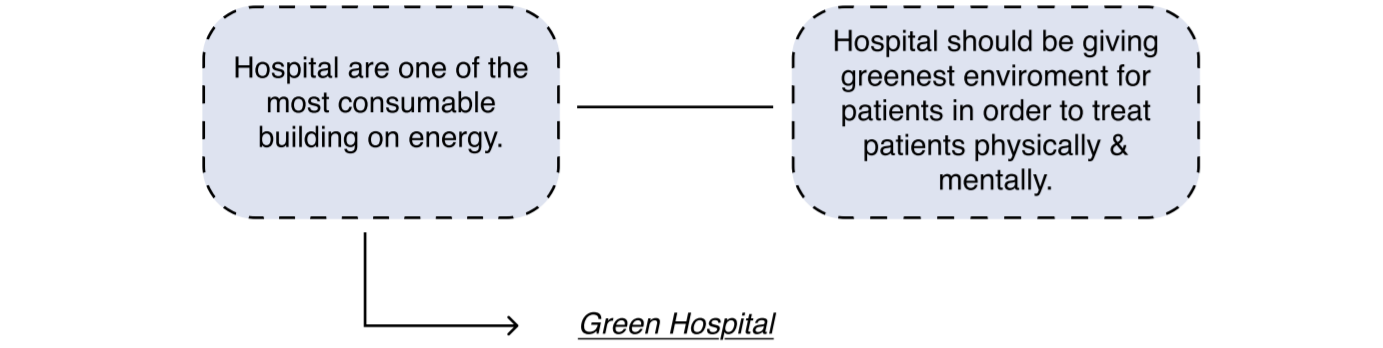 Hospital are one of the
most consumable
building on energy.
Hospital should be giving
greenest enviroment for
patients in order to treat
patients physically &
mentally.
Green Hospital